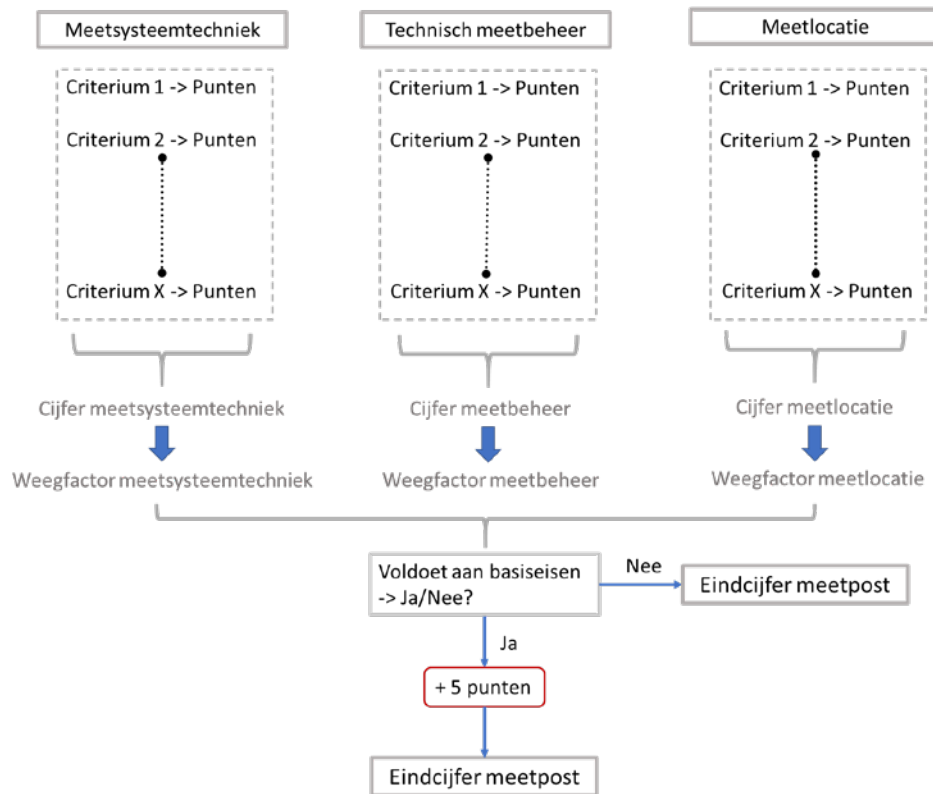 Meetsysteemtechniek
Technisch meetbeheer
Meetlocatie
Criterium 1 -> Punten
Criterium 2 -> Punten
Criterium X -> Punten
Criterium 1 -> Punten
Criterium 2 -> Punten
Criterium X -> Punten
Criterium 1 -> Punten
Criterium 2 -> Punten
Criterium X -> Punten
Cijfer meetsysteemtechniek
Cijfer meetbeheer
Cijfer meetlocatie
Weegfactor meetsysteemtechniek
Weegfactor meetbeheer
Weegfactor meetlocatie
Voldoet aan basiseisen
-> Ja/Nee?
Nee
Eindcijfer meetpost
Ja
+ 5 punten
Eindcijfer meetpost